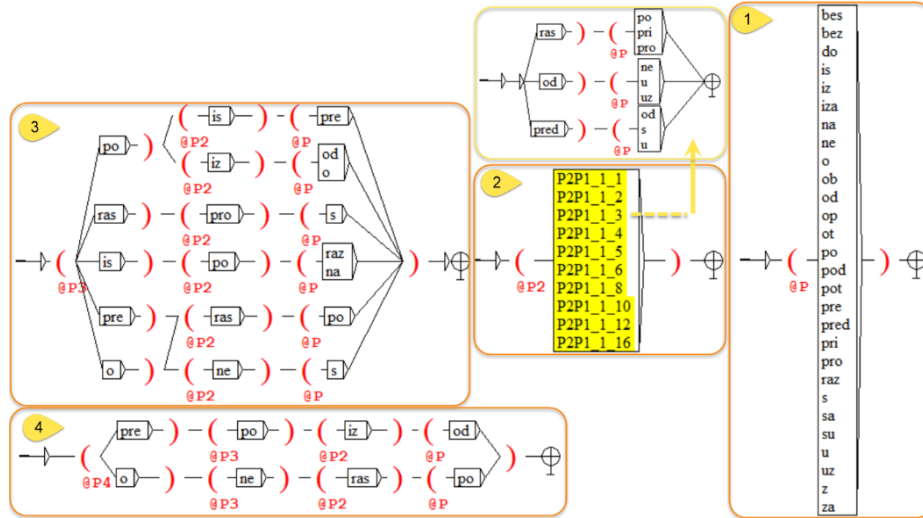 3
po
is
pre
@P2
@P
iz
od
o
@P2
@P
ras
pro
s
@P2
@P
is
po
raz
na
@P3
@P2
@P
pre
ras
po
@P2
@P
o
ne
s
@P2
@P
ras
po
pri
pro
@P
od
ne
u
uz
@P
pred
od
s
u
@P
2
P2P1_1_1
P2P1_1_2
P2P1_1_3
P2P1_1_4
P2P1_1_5
P2P1_1_6
P2P1_1_8
P2P1_1_10
P2P1_1_12
P2P1_1_16
@P2
1
bes
bez
do
is
iz
iza
na
ne
o
ob
od
op
ot
po
pod
pot
pre
pred
pri
pro
raz
s
sa
su
u
uz
z
za
@P
4
pre
po
iz
od
@P3
@P2
@P
@P4
o
ne
ras
po
@P3
@P2
@P